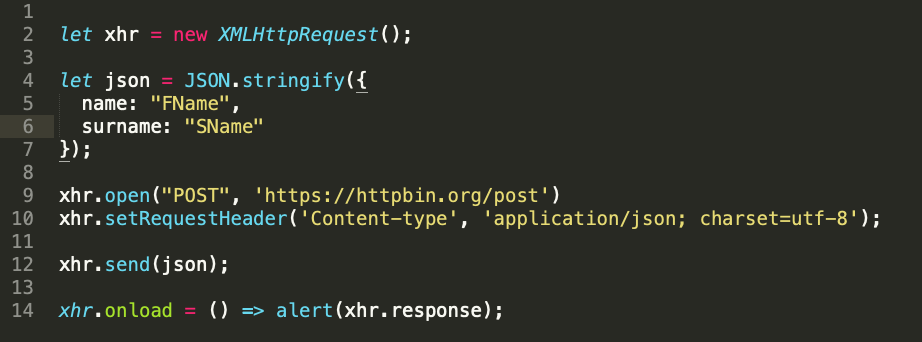 1
2 let xhr = new XMLHttpRequest();
3
4 let json = JSON.stringify({
5   name: "FName",
6   surname: "SName"
7 });
8
9 xhr.open("POST", 'https://httpbin.org/post')
10 xhr.setRequestHeader('Content-type', 'application/json; charset=utf-8');
11
12 xhr.send(json);
13
14 xhr.onload = () => alert(xhr.response);